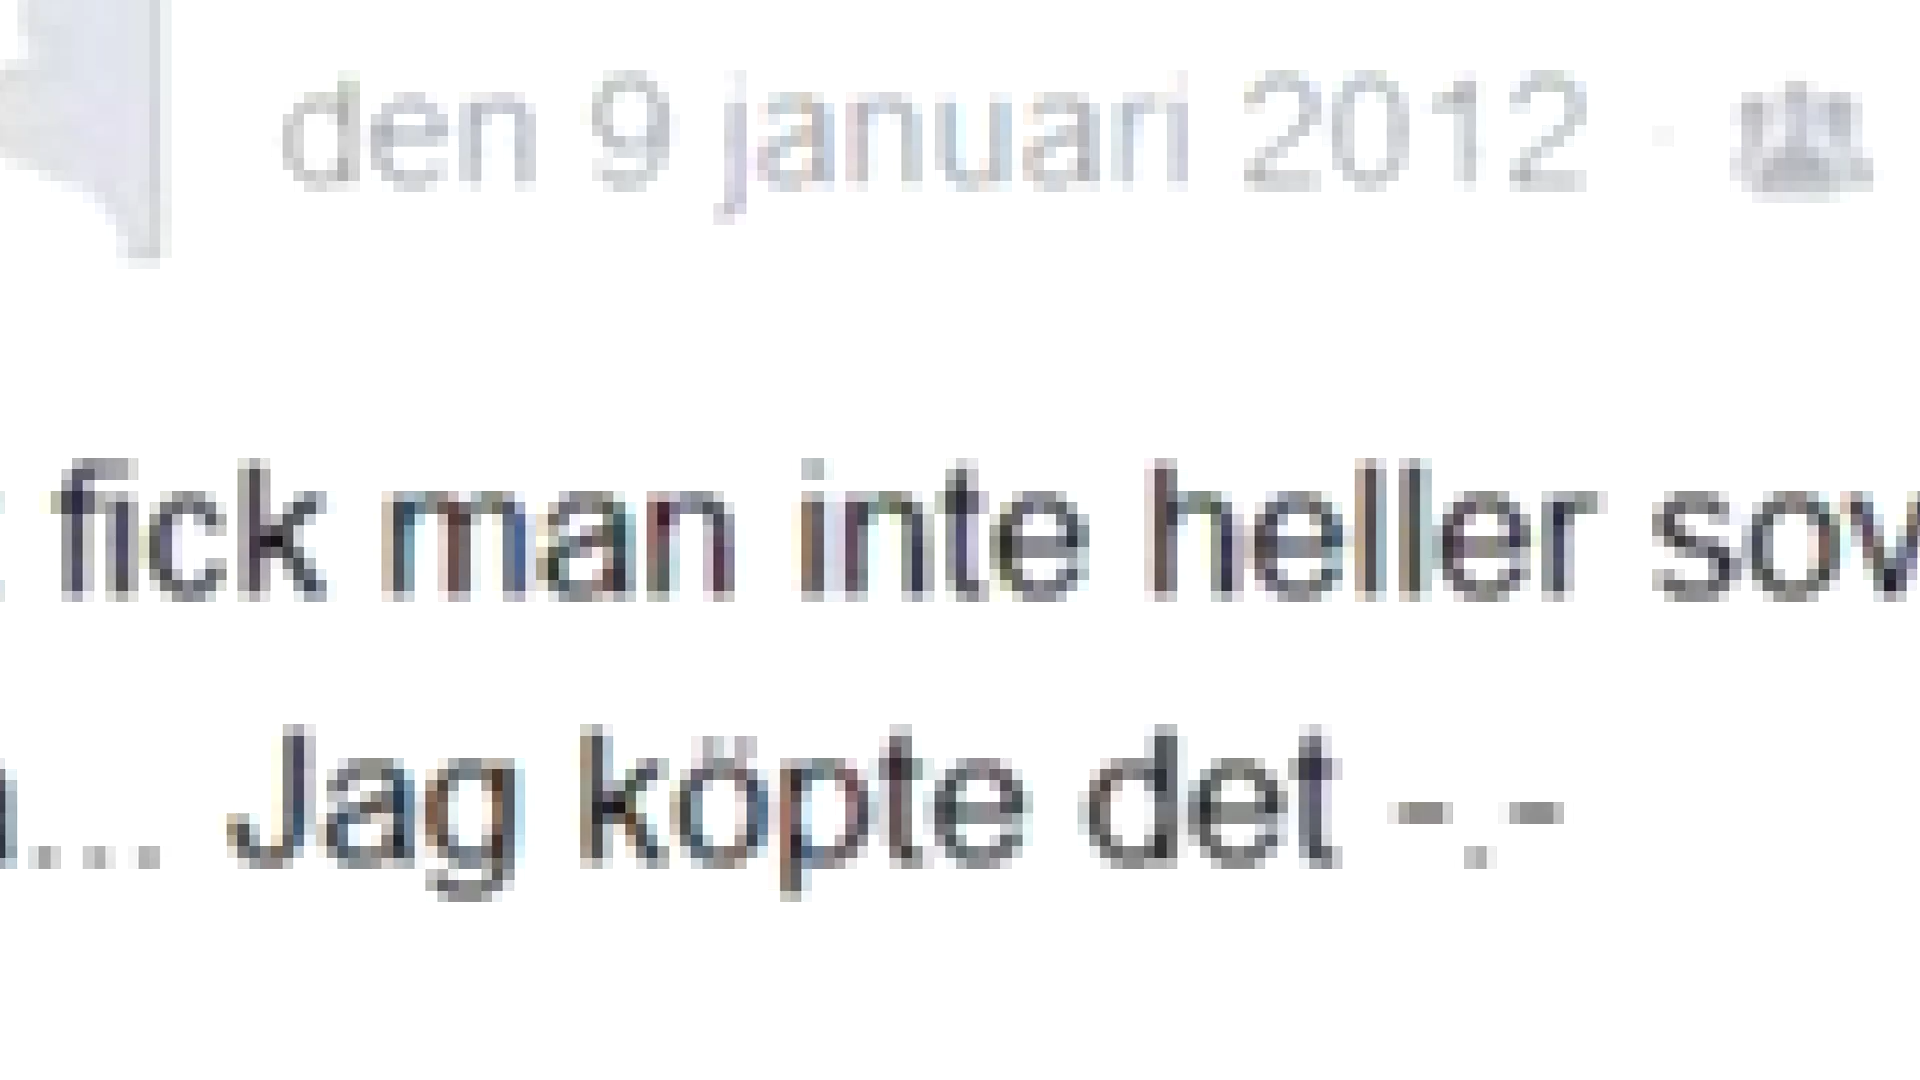 den 9 januari 2012 ·
fick man inte heller sov
... Jag köpte det -.-